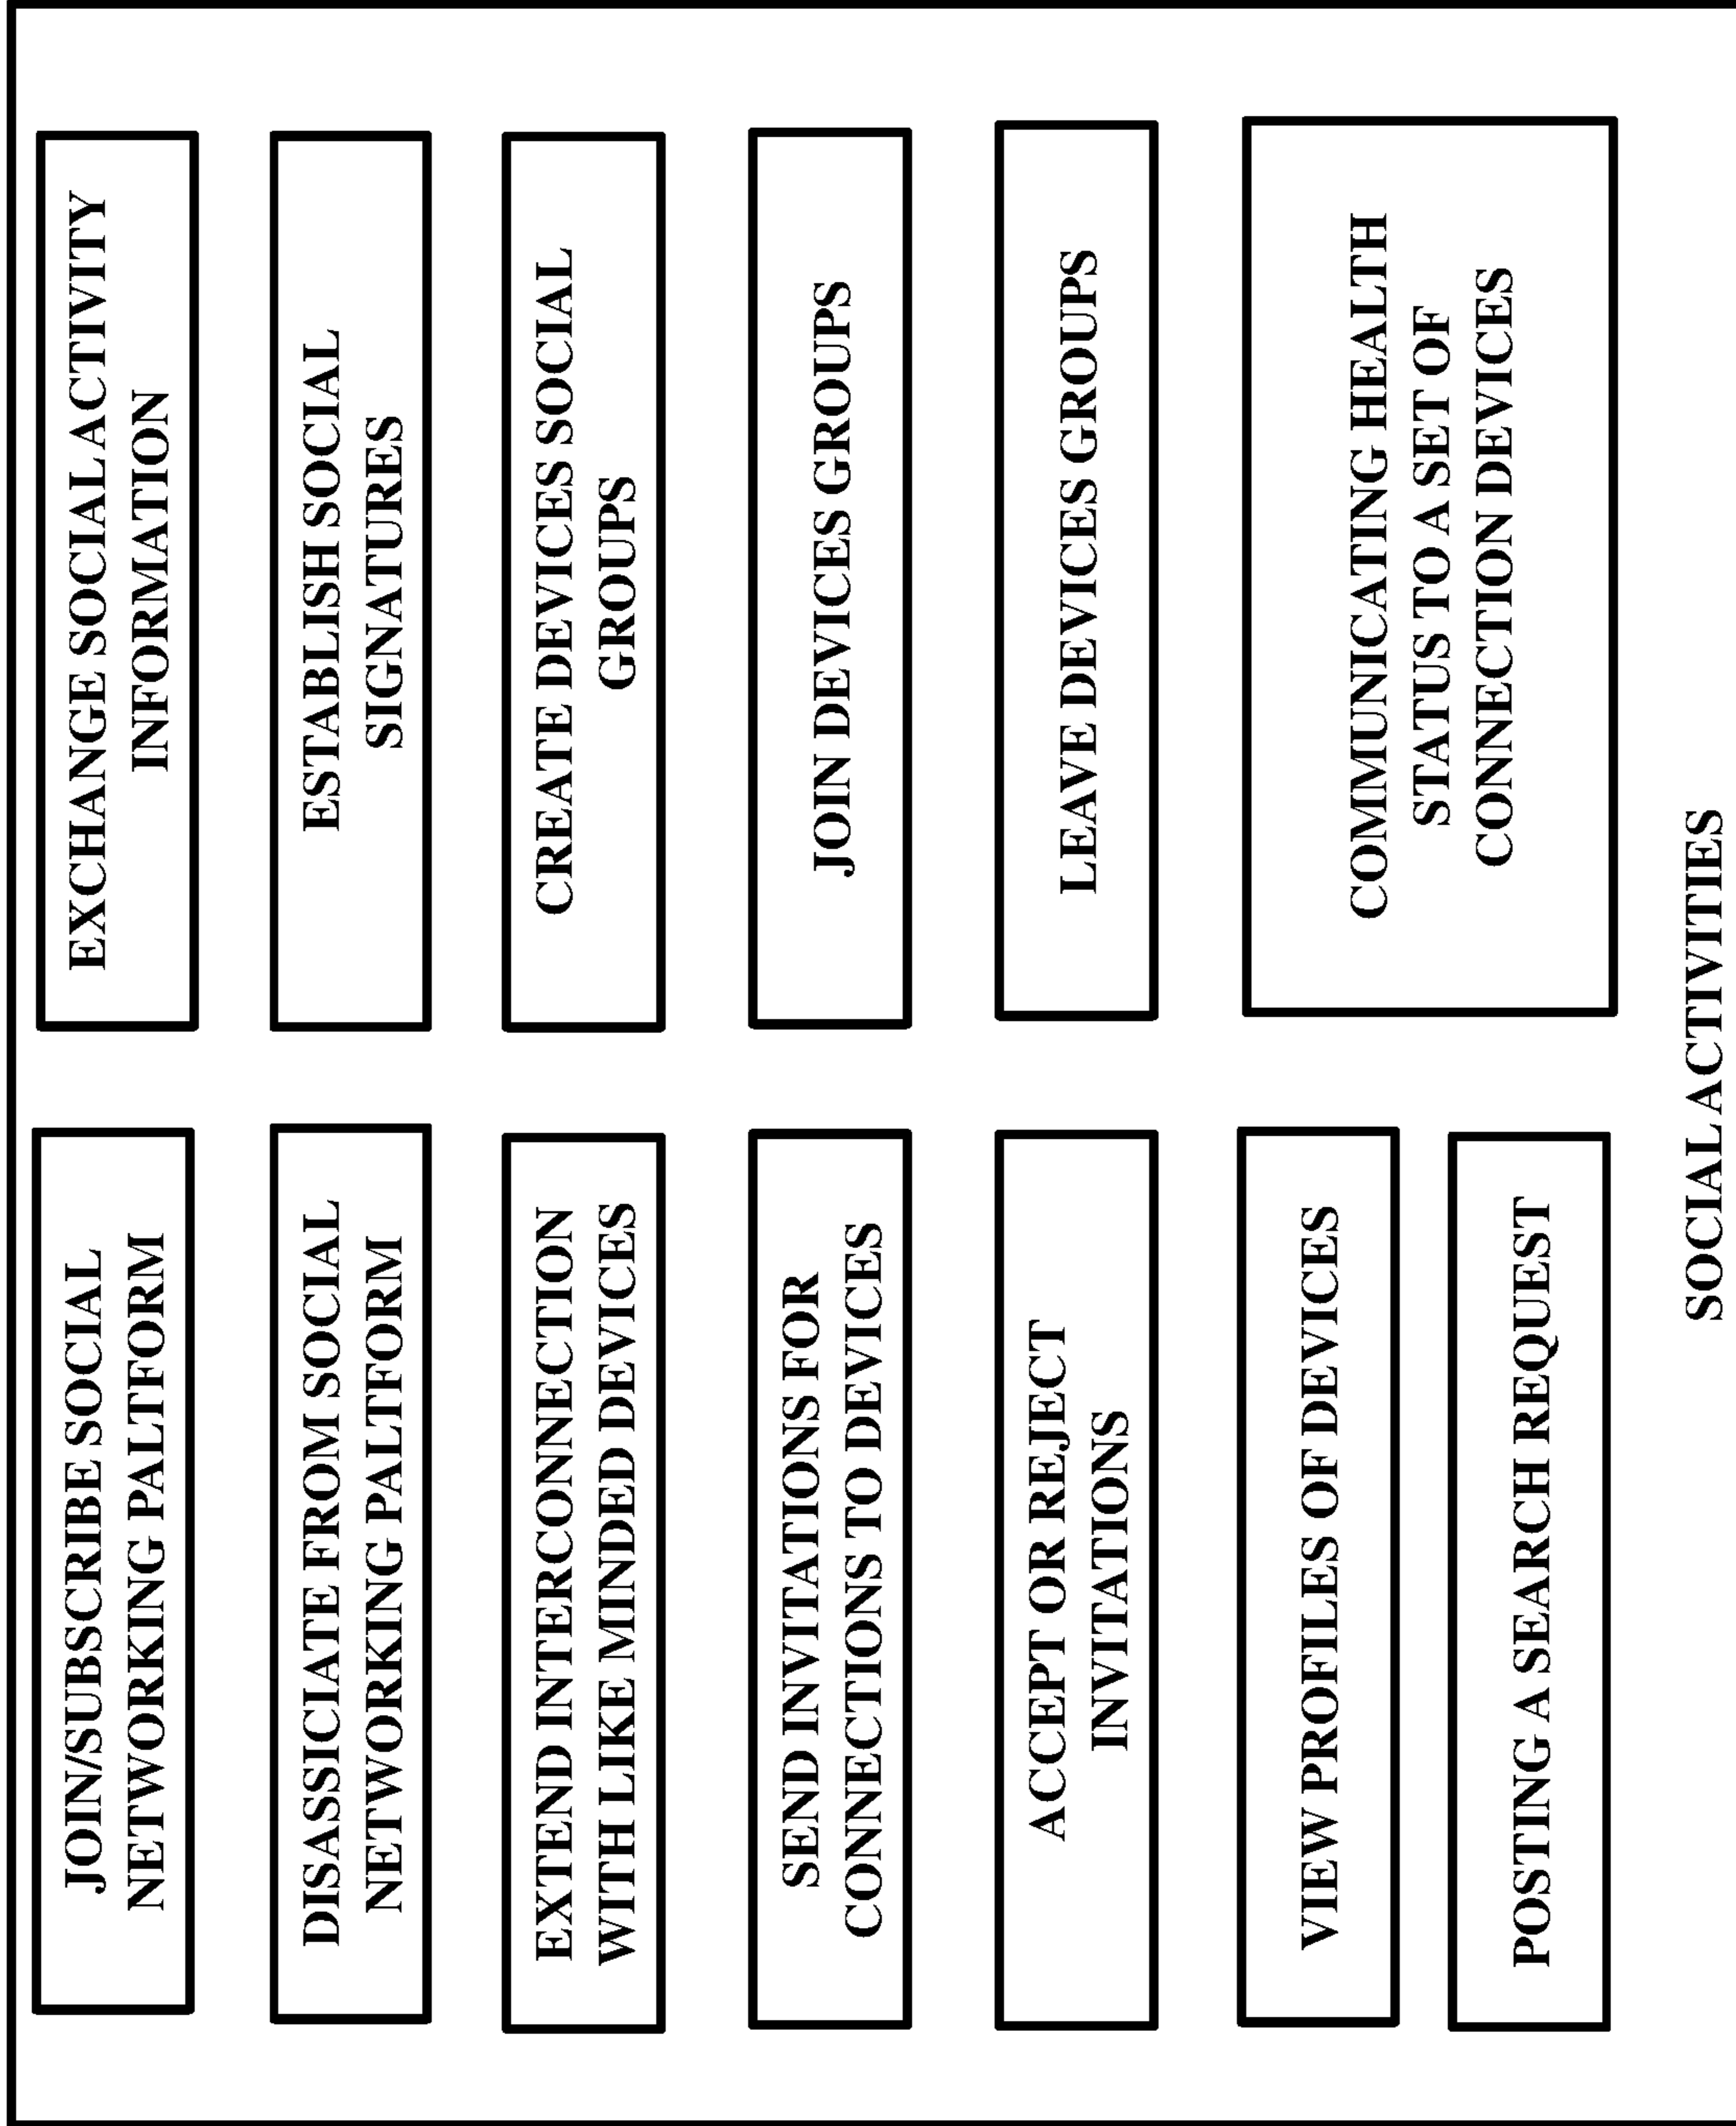 JOIN/SUBSCRIBE SOCIAL
NETWORKING PALTFORM
DISASSICIATE FROM SOCIAL
NETWORKING PALTFORM
EXTEND INTERCONNECTION
WITH LIKE MINDED DEVICES
SEND INVITATIONS FOR
CONNECTIONS TO DEVICES
ACCEPT OR REJECT
INVITATIONS
VIEW PROFILES OF DEVICES
POSTING A SEARCH REQUEST
EXCHANGE SOCIAL ACTIVITY
INFORMATION
ESTABLISH SOCIAL
SIGNATURES
CREATE DEVICES SOCIAL
GROUPS
JOIN DEVICES GROUPS
LEAVE DEVICES GROUPS
COMMUNICATING HEALTH
STATUS TO A SET OF
CONNECTION DEVICES
SOCIAL ACTIVITIES